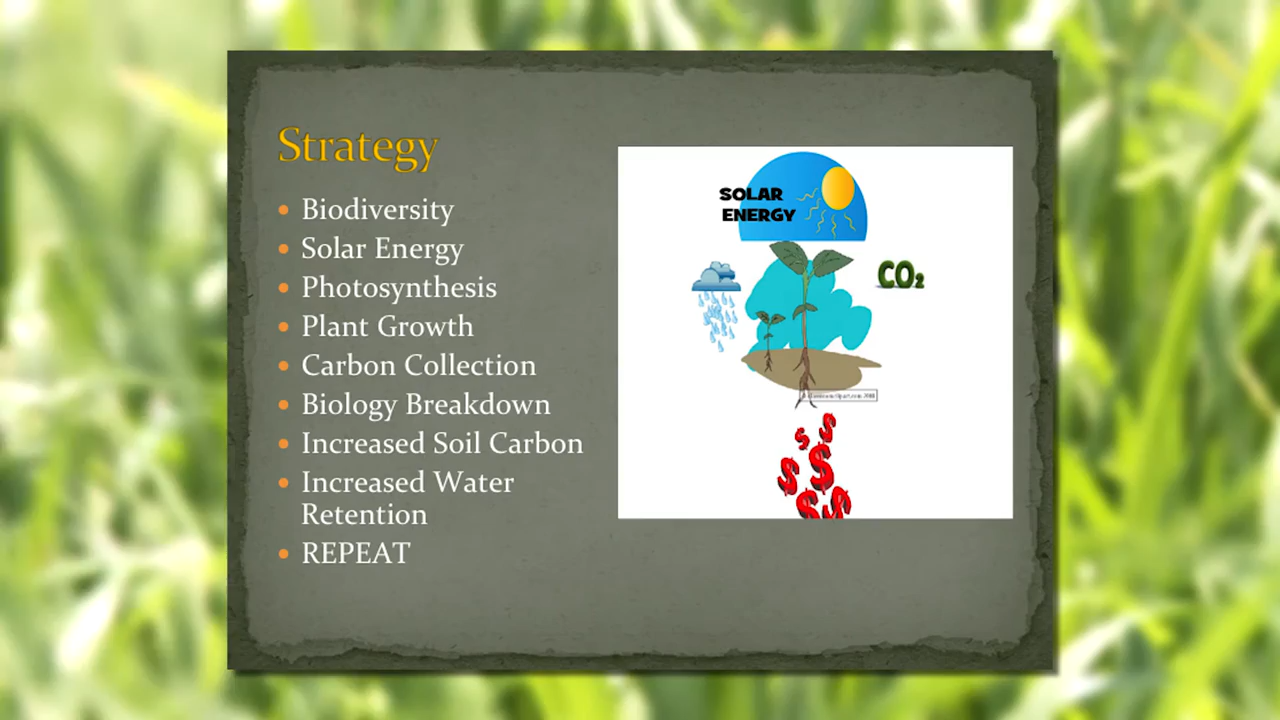 Strategy
Biodiversity
Solar Energy
Photosynthesis
Plant Growth
Carbon Collection
Biology Breakdown
Increased Soil Carbon
Increased Water
Retention
REPEAT
SOLAR
ENERGY
CO₂